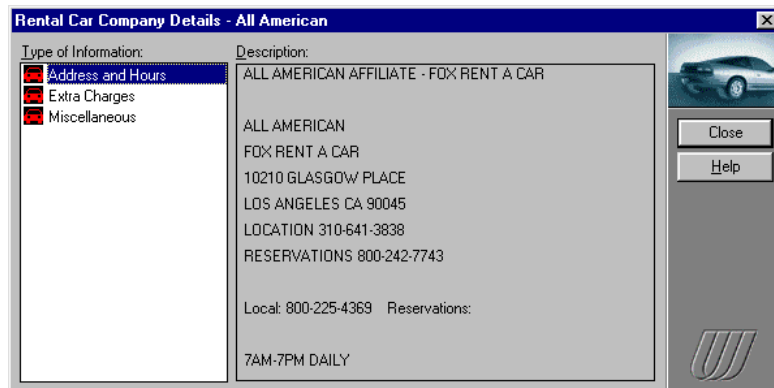 Rental Car Company Details - All American
Type of Information:
Address and Hours
Extra Charges
Miscellaneous
Description:
ALL AMERICAN AFFILIATE - FOX RENT A CAR
ALL AMERICAN
FOX RENT A CAR
10210 GLASGOW PLACE
LOS ANGELES CA 90045
LOCATION 310-641-3838
RESERVATIONS 800-242-7743
Local: 800-225-4369 Reservations:
7AM-7PM DAILY
Close
Help